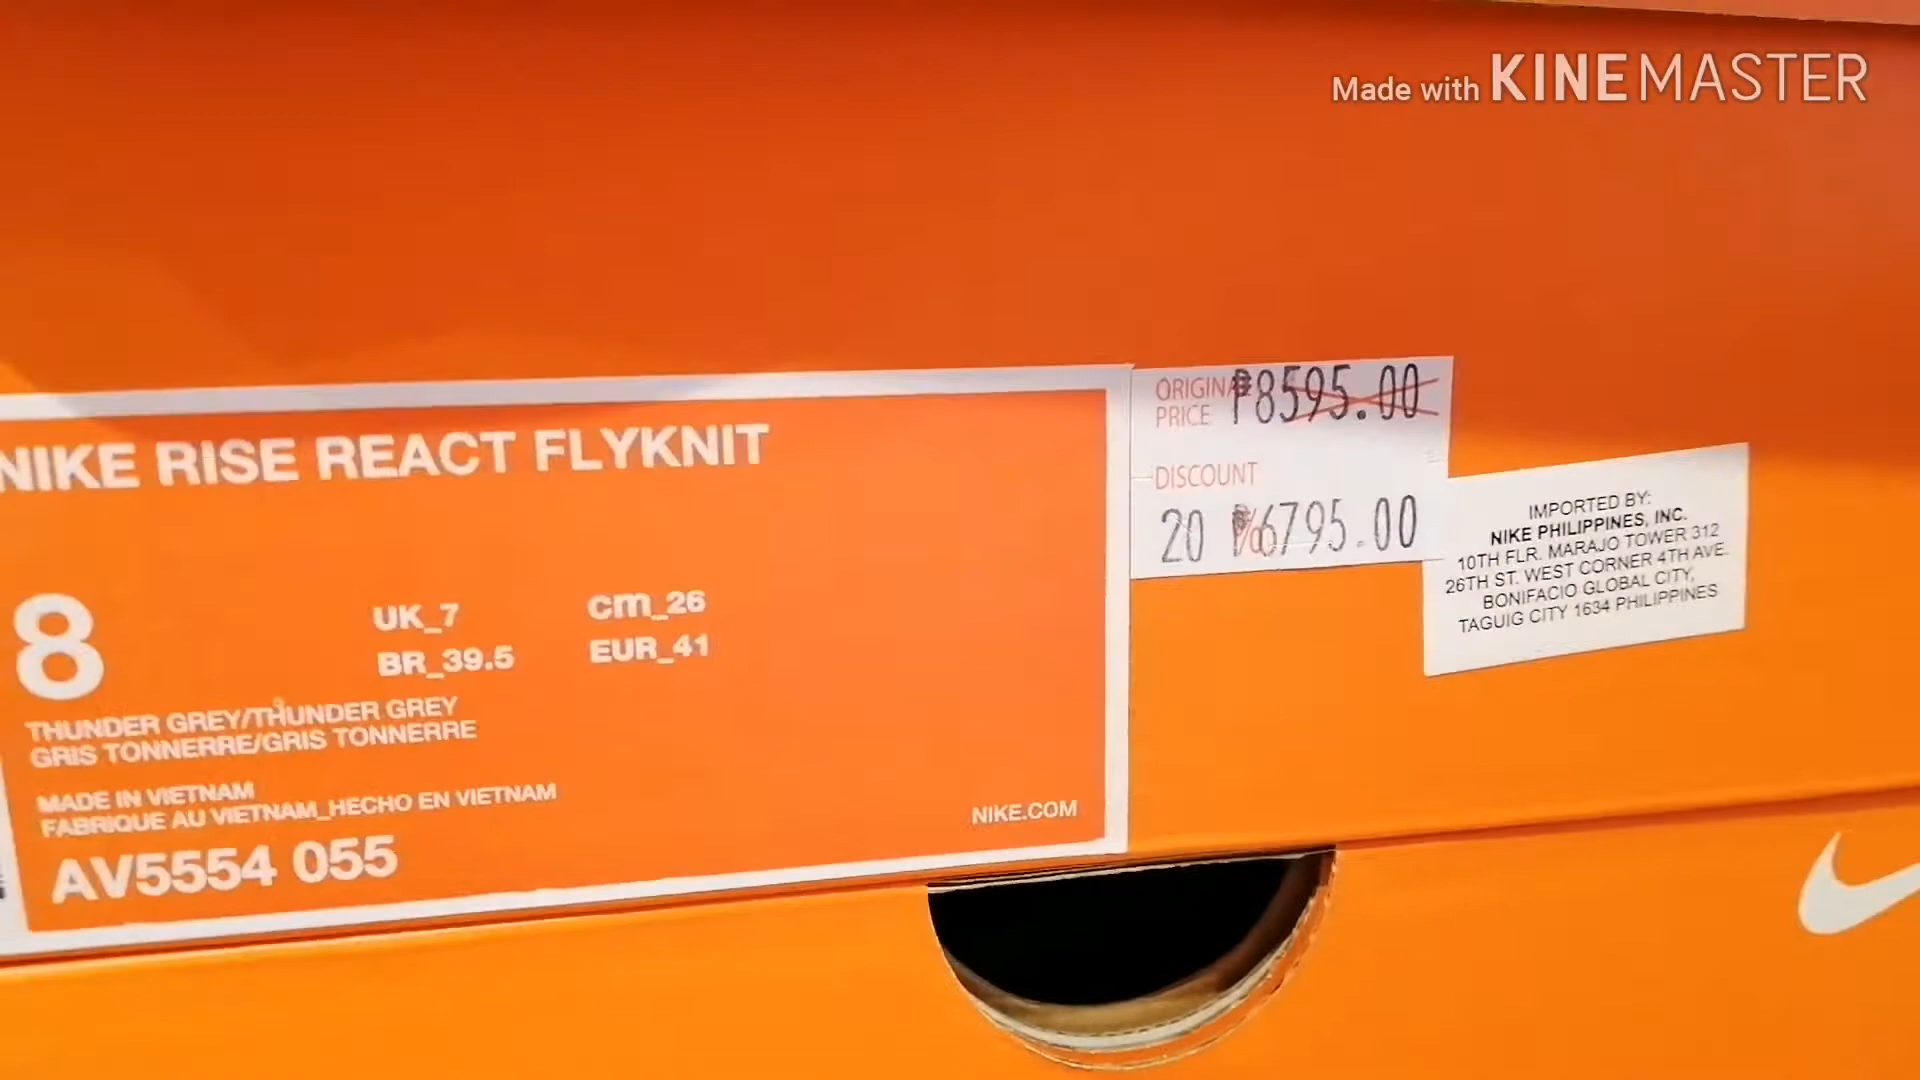 Made with KINEMASTER
NIKE RISE REACT FLYKNIT
8
UK_7
cm_26
BR_39.5
EUR_41
THUNDER GREY/THUNDER GREY
GRIS TONNERRE/GRIS TONNERRE
MADE IN VIETNAM
FABRIQUE AU VIETNAM_HECHO EN VIETNAM
AV5554 055
NIKE.COM
ORIGINAL ₱8595.00
PRICE
DISCOUNT
20 % ₱6795.00
IMPORTED BY:
NIKE PHILIPPINES, INC.
10TH FLR. MARAJO TOWER 312
26TH ST. WEST CORNER 4TH AVE.
BONIFACIO GLOBAL CITY,
TAGUIG CITY 1634 PHILIPPINES